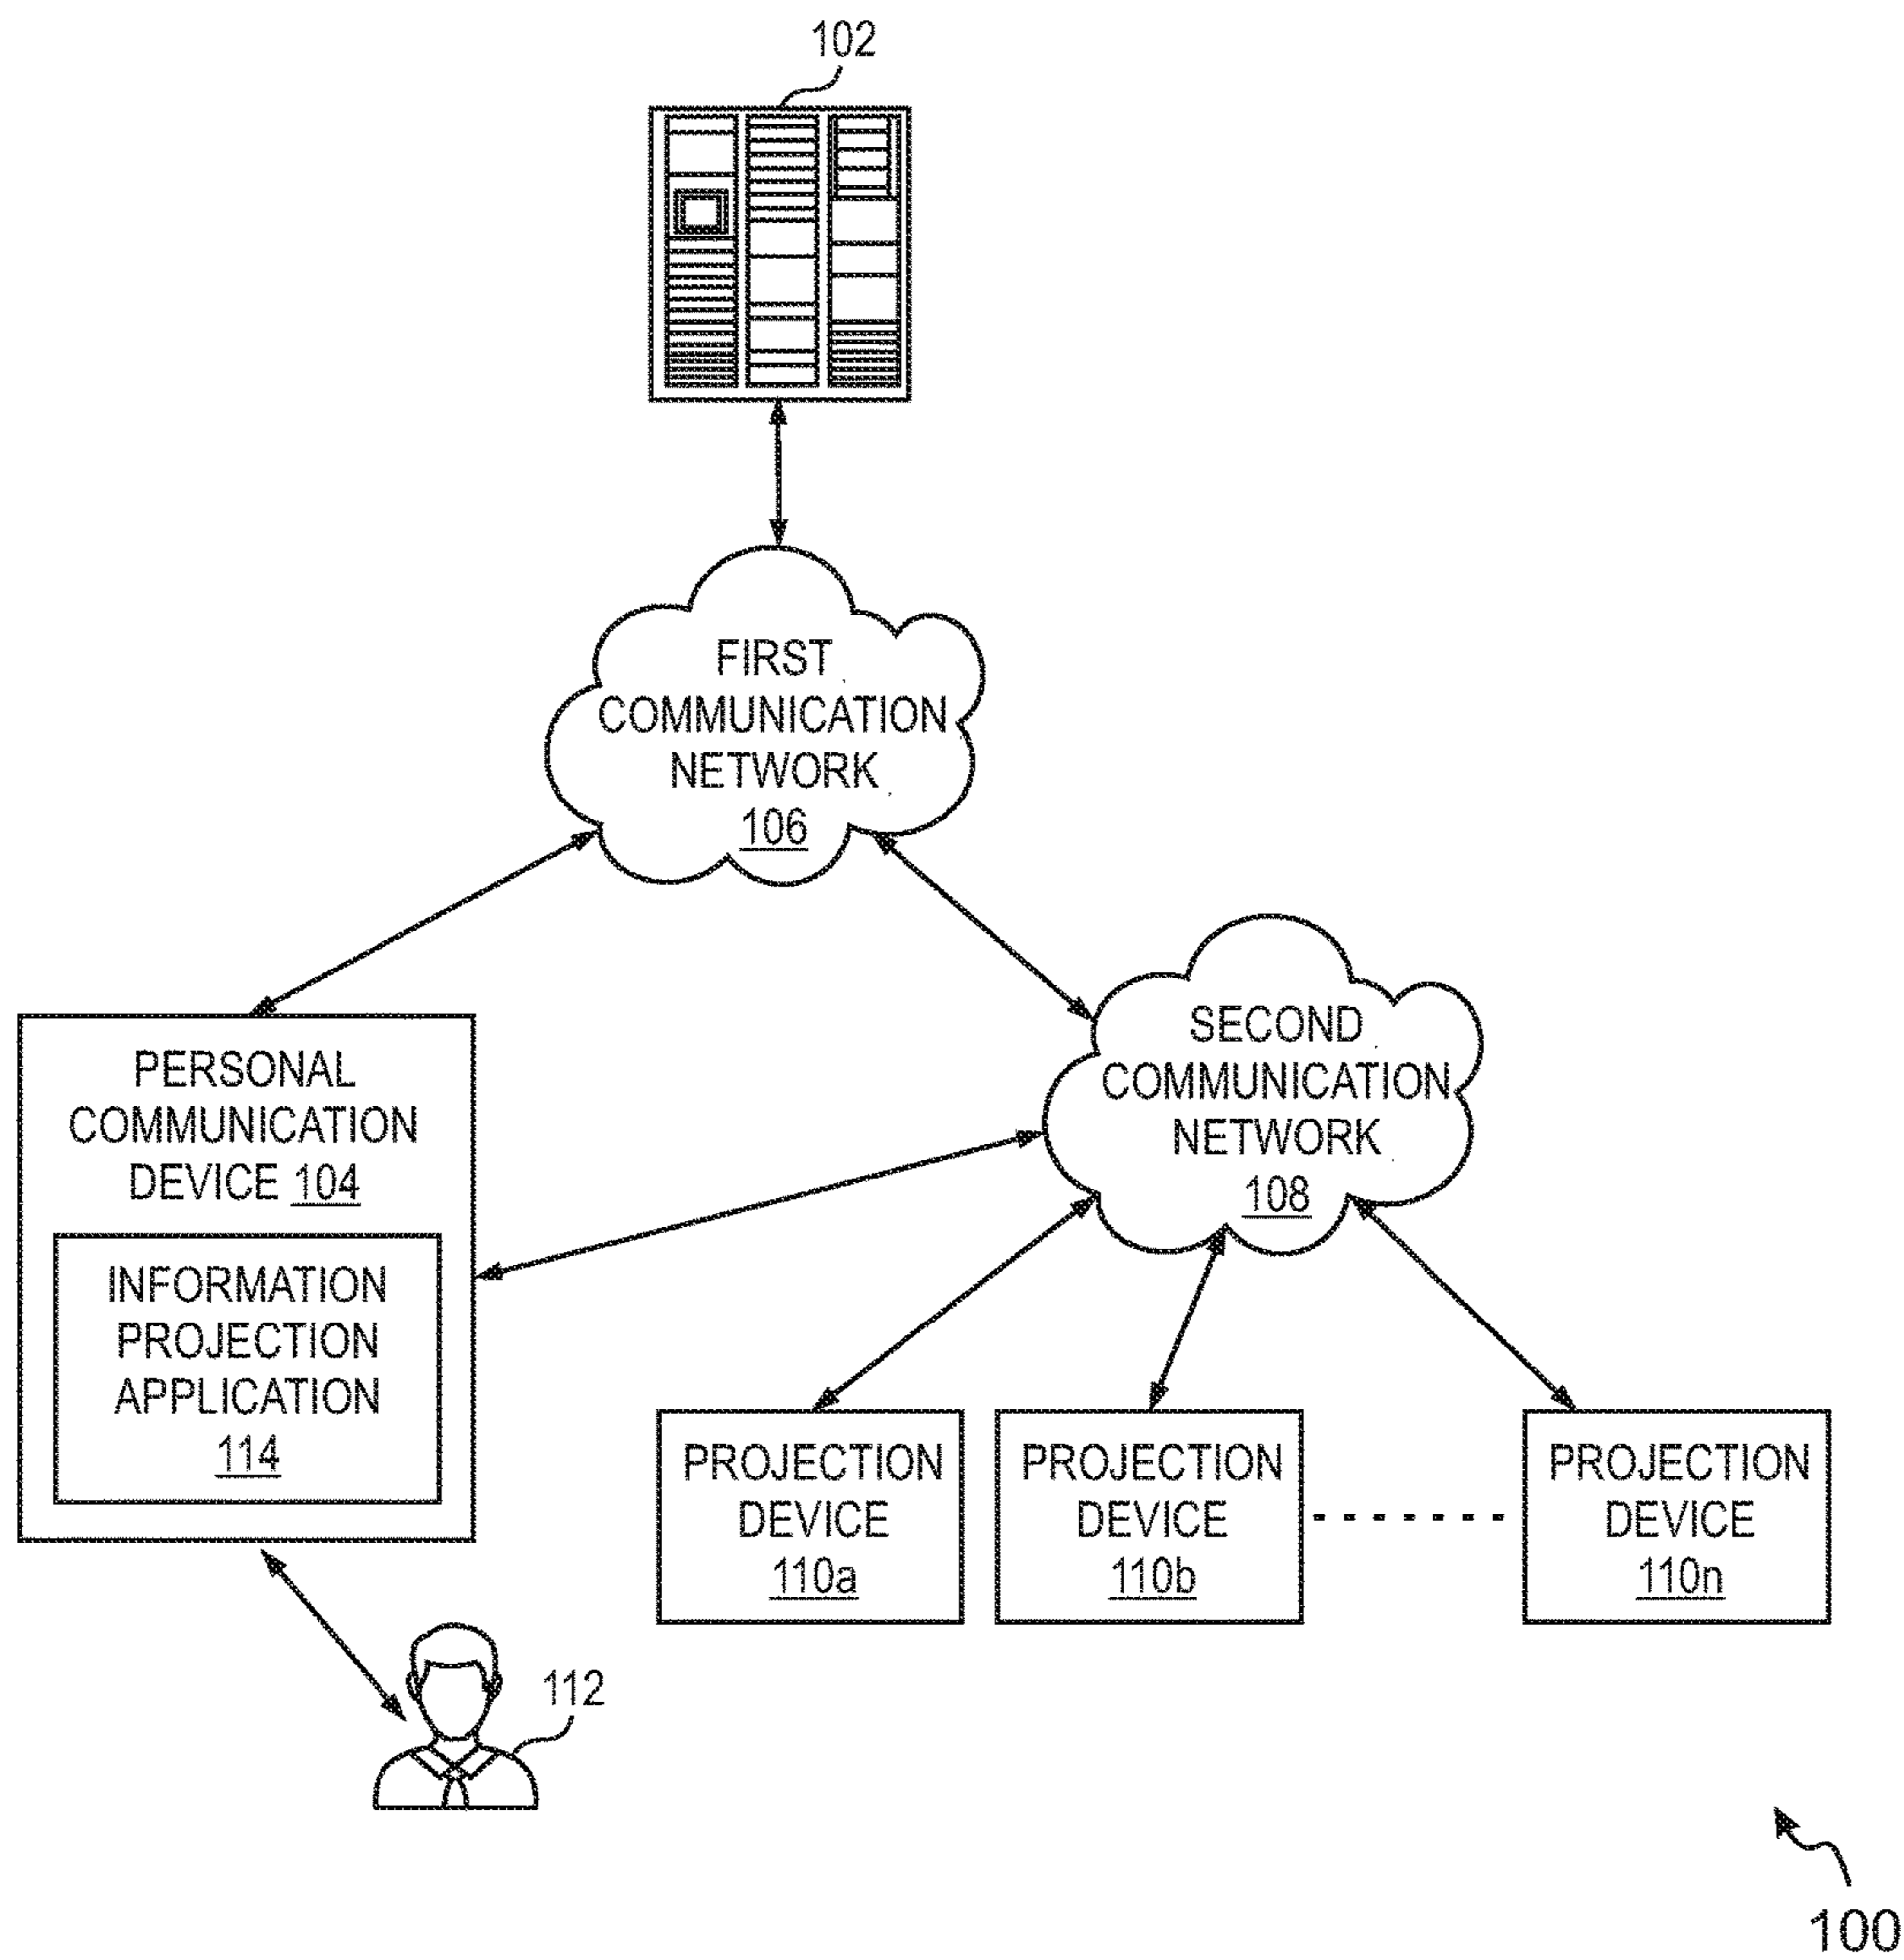 102
FIRST
COMMUNICATION
NETWORK
106
SECOND
COMMUNICATION
NETWORK
108
PERSONAL
COMMUNICATION
DEVICE 104
INFORMATION
PROJECTION
APPLICATION
114
PROJECTION
DEVICE
110a
PROJECTION
DEVICE
110b
PROJECTION
DEVICE
110n
112
100